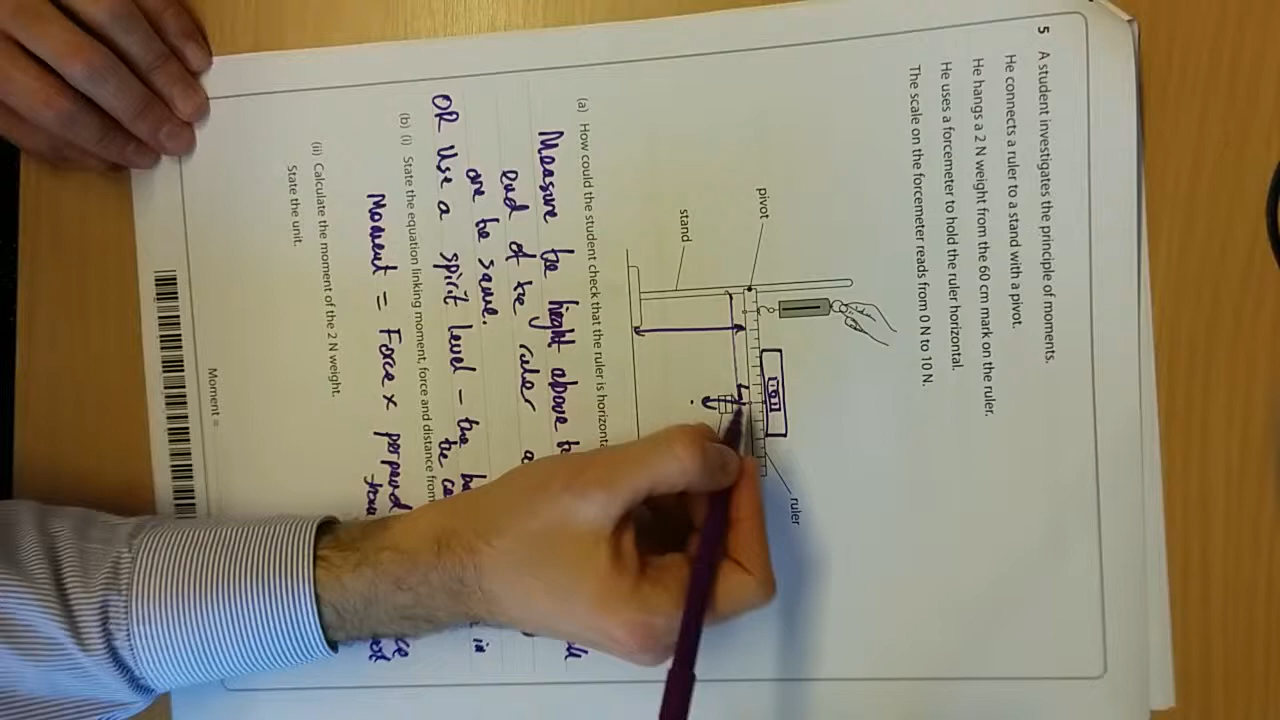 5 A student investigates the principle of moments.
He connects a ruler to a stand with a pivot.
He hangs a 2 N weight from the 60 cm mark on the ruler.
He uses a forcemeter to hold the ruler horizontal.
The scale on the forcemeter reads from 0 N to 10 N.
pivot
ruler
stand
(a) How could the student check that the ruler is
Measure the height above
end of the ruler
are the same.
OR Use a spirit level - the
in
(b) (i) State the equation linking moment, force and distance from
Moment = Force x
(ii) Calculate the moment of the 2 N weight.
State the unit.
Moment =